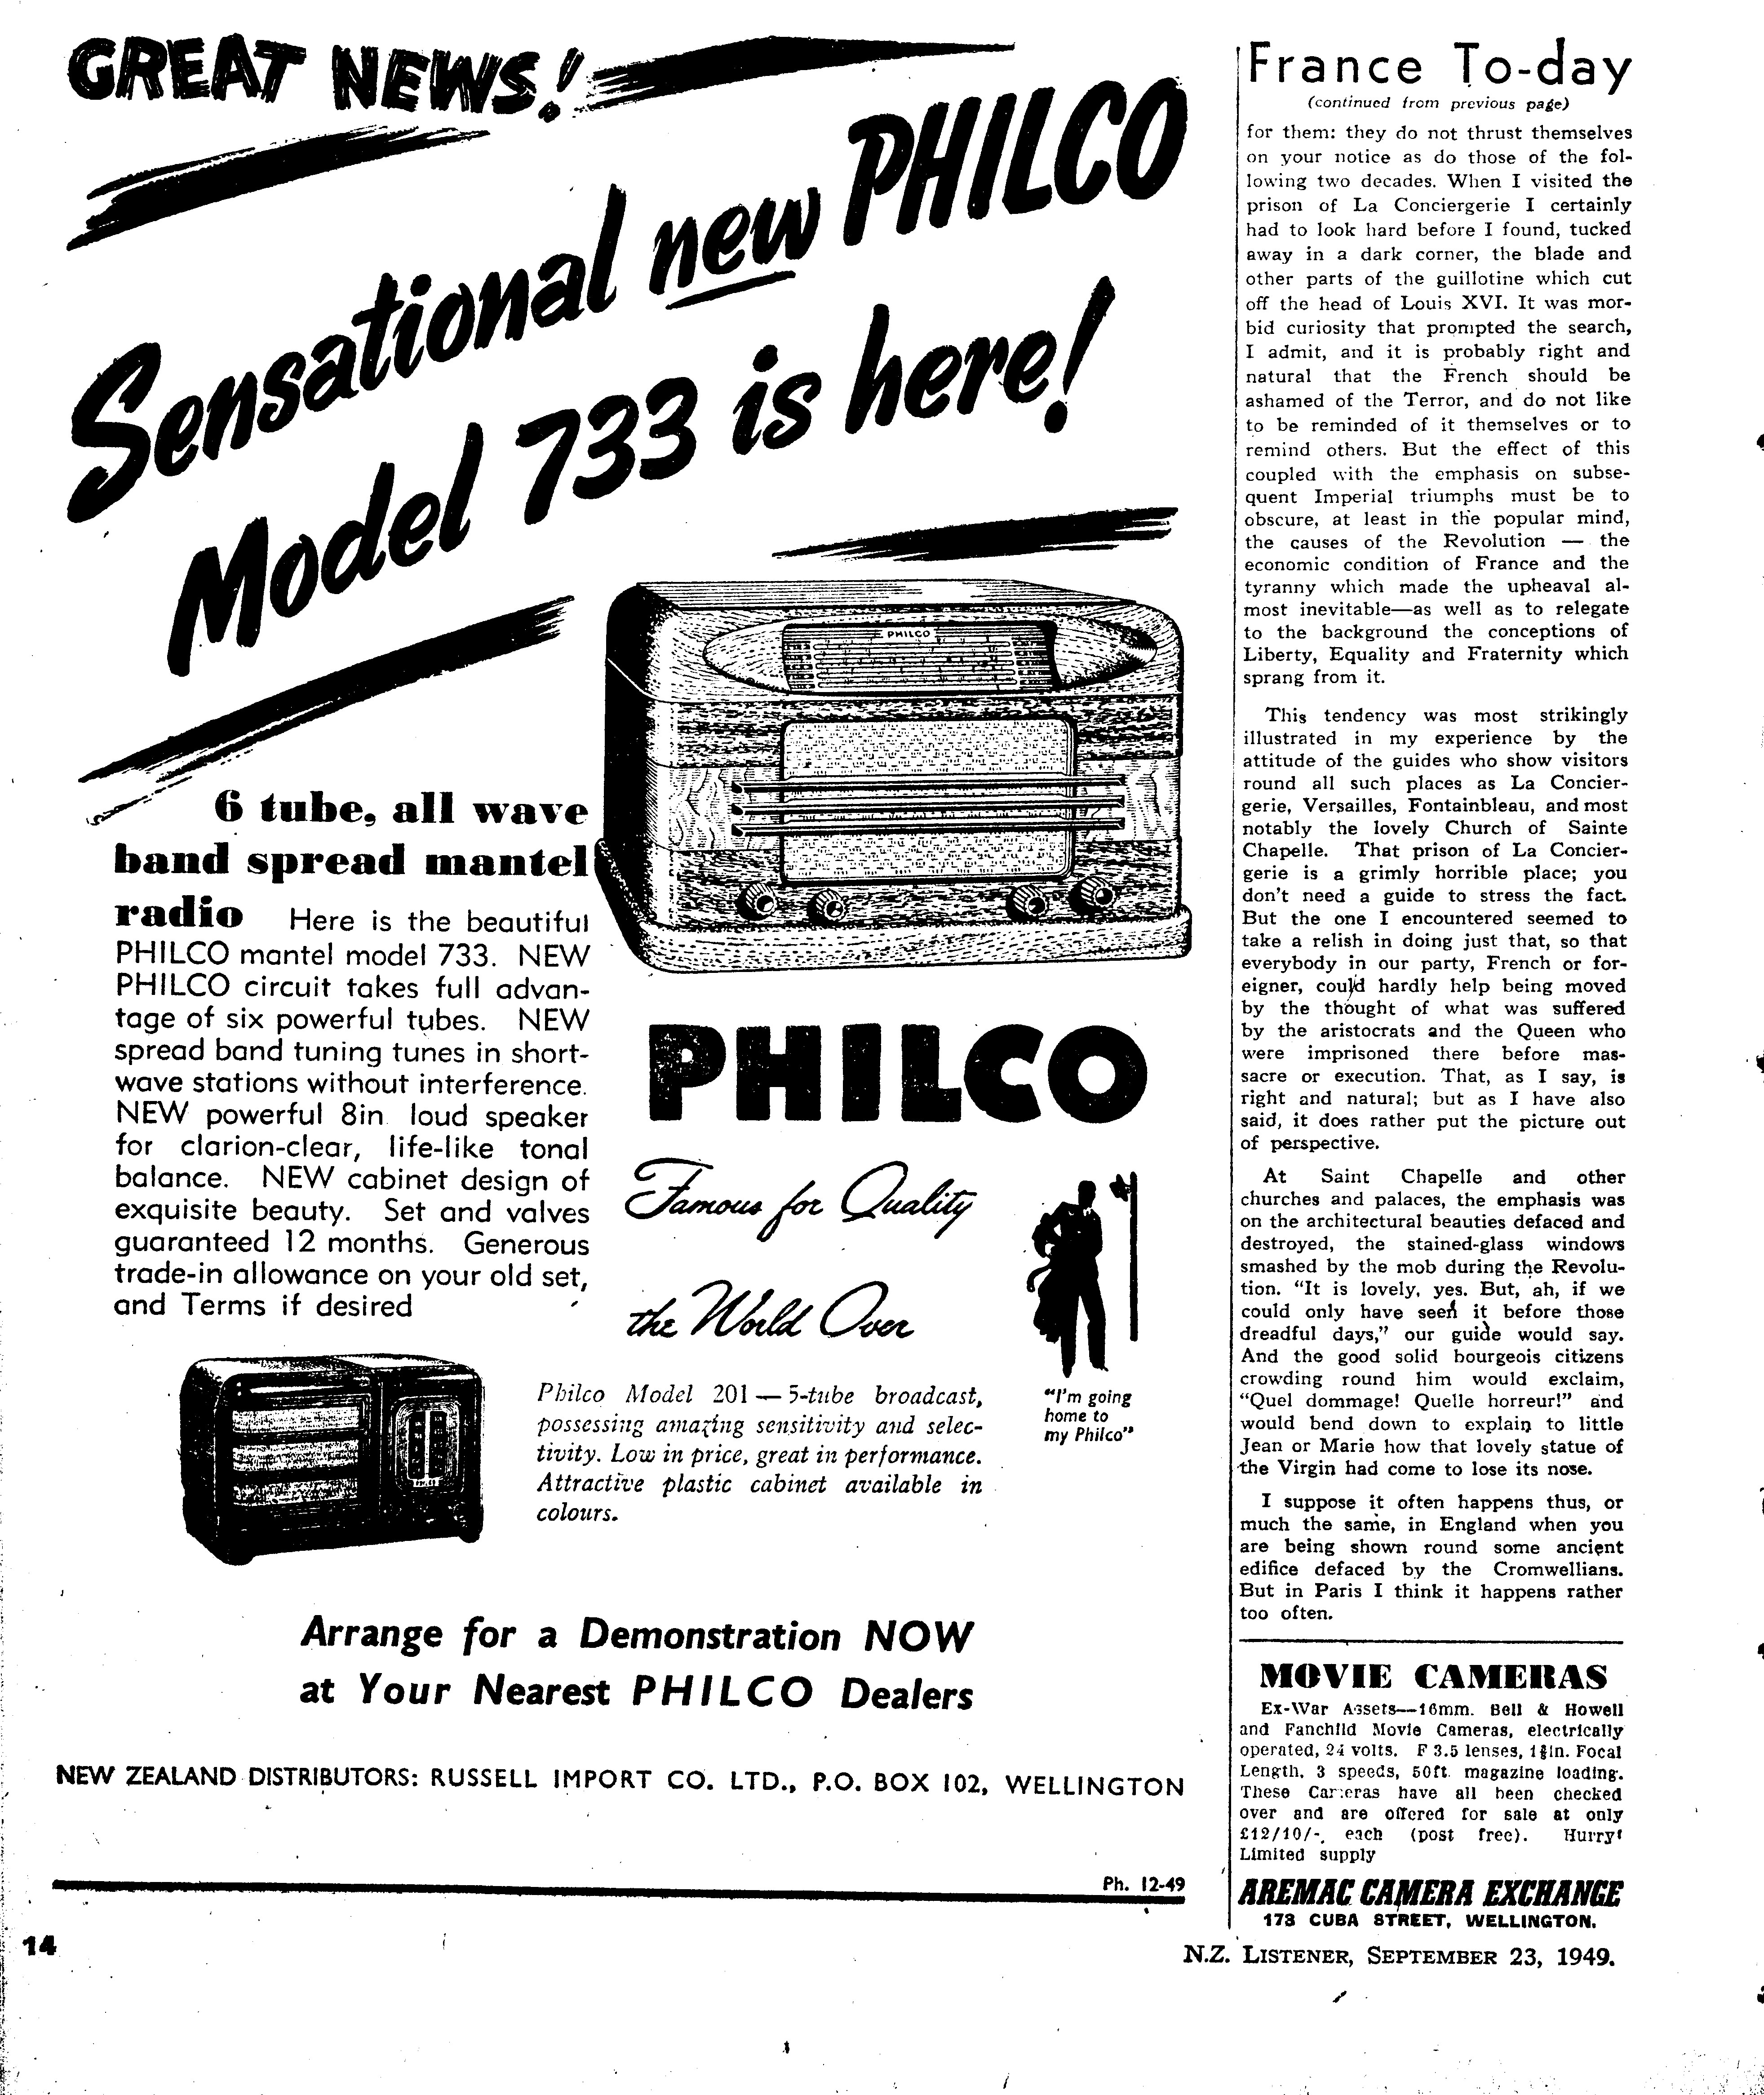 GREAT NEWS!
Sensational new PHILCO
Model 733 is here!
PHILCO
6 tube, all wave
band spread mantel
radio Here is the beautiful
PHILCO mantel model 733. NEW
PHILCO circuit takes full advan-
tage of six powerful tubes. NEW
spread band tuning tunes in short-
wave stations without interference.
NEW powerful 8in loud speaker
for clarion-clear, life-like tonal
balance. NEW cabinet design of
exquisite beauty. Set and valves
guaranteed 12 months. Generous
trade-in allowance on your old set,
and Terms if desired
PHILCO
Famous for Quality
the World Over
"I'm going
home to
my Philco"
Philco Model 201 — 5-tube broadcast,
possessing amazing sensitivity and selec-
tivity. Low in price, great in performance.
Attractive plastic cabinet available in
colours.
Arrange for a Demonstration NOW
at Your Nearest PHILCO Dealers
NEW ZEALAND DISTRIBUTORS: RUSSELL IMPORT CO. LTD., P.O. BOX 102, WELLINGTON
Ph. 12-49
France To-day
(continued from previous page)
for them: they do not thrust themselves
on your notice as do those of the fol-
lowing two decades. When I visited the
prison of La Conciergerie I certainly
had to look hard before I found, tucked
away in a dark corner, the blade and
other parts of the guillotine which cut
off the head of Louis XVI. It was mor-
bid curiosity that prompted the search,
I admit, and it is probably right and
natural that the French should be
ashamed of the Terror, and do not like
to be reminded of it themselves or to
remind others. But the effect of this
coupled with the emphasis on subse-
quent Imperial triumphs must be to
obscure, at least in the popular mind,
the causes of the Revolution — the
economic condition of France and the
tyranny which made the upheaval al-
most inevitable—as well as to relegate
to the background the conceptions of
Liberty, Equality and Fraternity which
sprang from it.
This tendency was most strikingly
illustrated in my experience by the
attitude of the guides who show visitors
round all such places as La Concier-
gerie, Versailles, Fontainbleau, and most
notably the lovely Church of Sainte
Chapelle. That prison of La Concier-
gerie is a grimly horrible place; you
don't need a guide to stress the fact.
But the one I encountered seemed to
take a relish in doing just that, so that
everybody in our party, French or for-
eigner, could hardly help being moved
by the thought of what was suffered
by the aristocrats and the Queen who
were imprisoned there before mas-
sacre or execution. That, as I say, is
right and natural; but as I have also
said, it does rather put the picture out
of perspective.
At Saint Chapelle and other
churches and palaces, the emphasis was
on the architectural beauties defaced and
destroyed, the stained-glass windows
smashed by the mob during the Revolu-
tion. "It is lovely, yes. But, ah, if we
could only have seen it before those
dreadful days," our guide would say.
And the good solid bourgeois citizens
crowding round him would exclaim,
"Quel dommage! Quelle horreur!" and
would bend down to explain to little
Jean or Marie how that lovely statue of
the Virgin had come to lose its nose.
I suppose it often happens thus, or
much the same, in England when you
are being shown round some ancient
edifice defaced by the Cromwellians.
But in Paris I think it happens rather
too often.
MOVIE CAMERAS
Ex-War Assets—16mm. Bell & Howell
and Fanchild Movie Cameras, electrically
operated, 24 volts. F 3.5 lenses, in. Focal
Length, 3 speeds, 50ft. magazine loading.
These Cameras have all been checked
over and are offered for sale at only
£12/10/-, each (post free). Hurry!
Limited supply
AREMAC CAMERA EXCHANGE
173 CUBA STREET, WELLINGTON.
14
N.Z. LISTENER, SEPTEMBER 23, 1949.